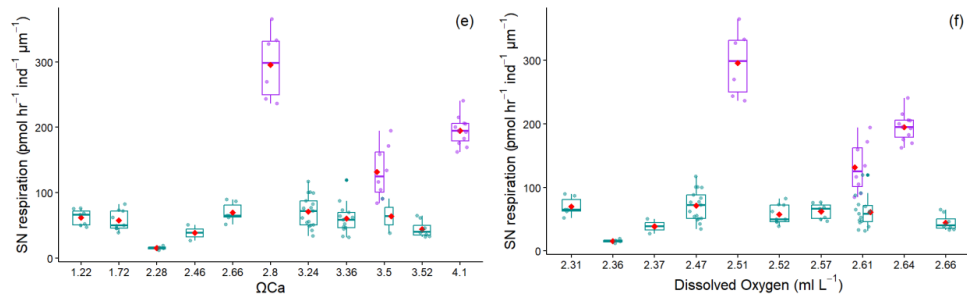 (e)
SN respiration (pmol hr⁻¹ ind⁻¹ µm⁻¹)
300
200
100
0
1.22 1.72 2.28 2.46 2.66 2.8 3.24 3.36 3.5 3.52 4.1
ΩCa
(f)
SN respiration (pmol hr⁻¹ ind⁻¹ µm⁻¹)
300
200
100
0
2.31 2.36 2.37 2.47 2.51 2.52 2.57 2.61 2.64 2.66
Dissolved Oxygen (ml L⁻¹)